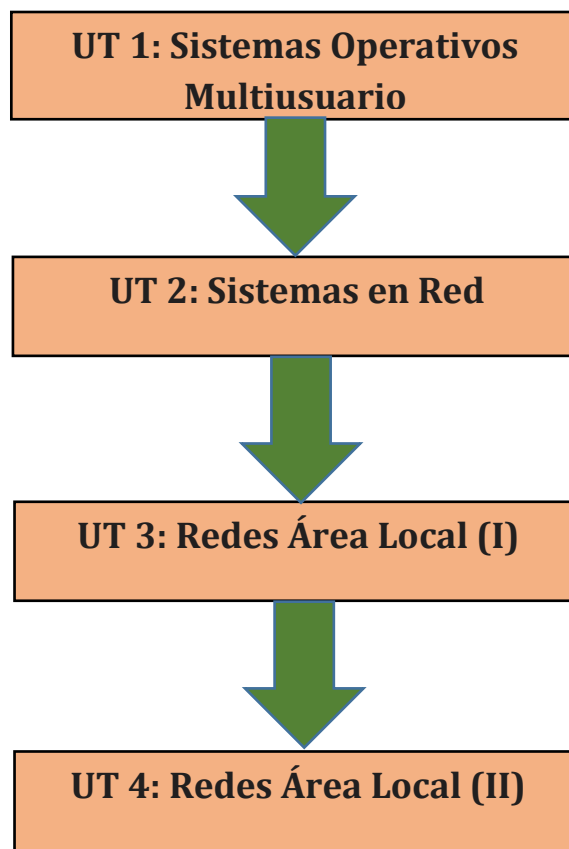 UT 1: Sistemas Operativos
Multiusuario
UT 2: Sistemas en Red
UT 3: Redes Área Local (I)
UT 4: Redes Área Local (II)